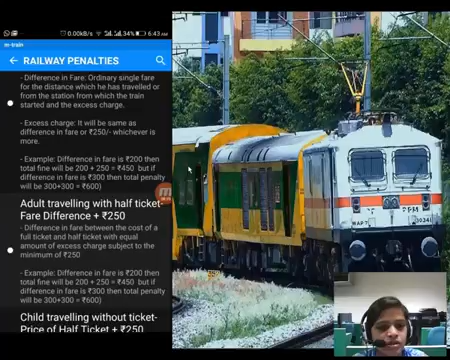 0.00kB/s 34% 6:43AM
m-train
RAILWAY PENALTIES
- Difference in Fare: Ordinary single fare
for the distance which he has travelled or
from the station from which the train
started and the excess charge.
- Excess charge: It will be same as
difference in fare or ₹250/- whichever is
more.
- Example: Difference in fare is ₹200 then
total fine will be 200 + 250 = ₹450 but if
difference in fare is ₹300 then total penalty
will be 300+300 = ₹600)
Adult travelling with half ticket-
Fare Difference + ₹250
- Difference in fare between the cost of a
full ticket and half ticket with equal
amount of excess charge subject to the
minimum of ₹250
- Example: Difference in fare is ₹200 then
total fine will be 200 + 250 = ₹450 but if
difference in fare is ₹300 then total penalty
will be 300+300 = ₹600)
Child travelling without ticket-
Price of Half Ticket + ₹250
WAP7
30341